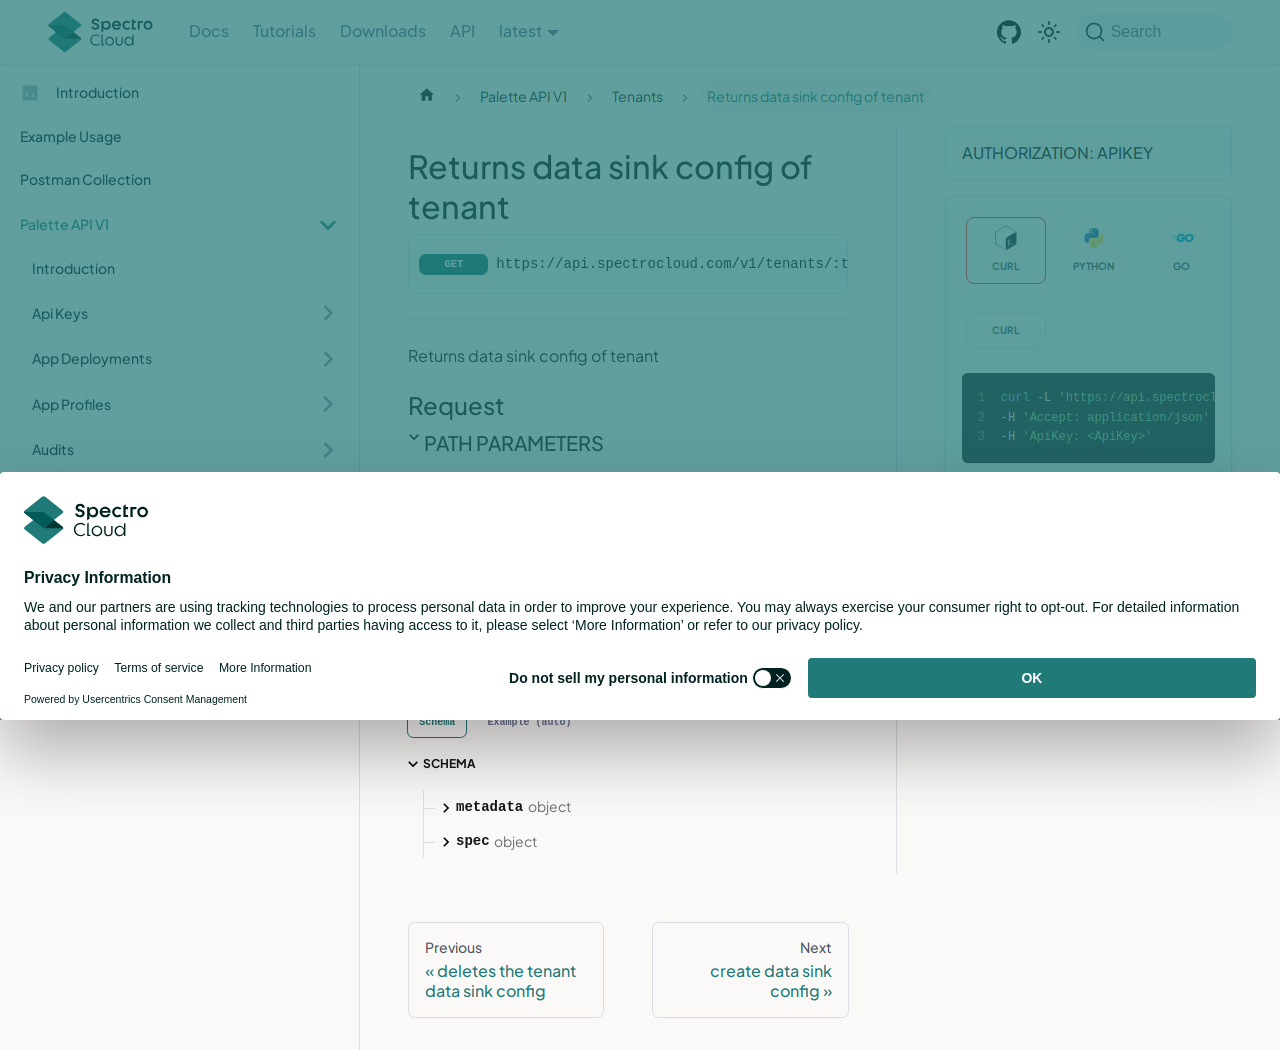 Spectro Cloud
Docs
Tutorials
Downloads
API
latest
Search
Introduction
Example Usage
Postman Collection
Palette API V1
Introduction
Api Keys
App Deployments
App Profiles
Audits
Palette API V1
Tenants
Returns data sink config of tenant
Returns data sink config of
tenant
GET
https://api.spectrocloud.com/v1/tenants/:t
Returns data sink config of tenant
Request
PATH PARAMETERS
AUTHORIZATION: APIKEY
CURL
PYTHON
GO
CURL
1 curl -L 'https://api.spectrocl
2 -H 'Accept: application/json'
3 -H 'ApiKey: <ApiKey>'
Spectro
Cloud
Privacy Information
We and our partners are using tracking technologies to process personal data in order to improve your experience. You may always exercise your consumer right to opt-out. For detailed information
about personal information we collect and third parties having access to it, please select ‘More Information’ or refer to our privacy policy.
Privacy policy
Terms of service
More Information
Do not sell my personal information
OK
Powered by Usercentrics Consent Management
Schema
Example (auto)
SCHEMA
metadata object
spec object
Previous
« deletes the tenant
data sink config
Next
create data sink
config »